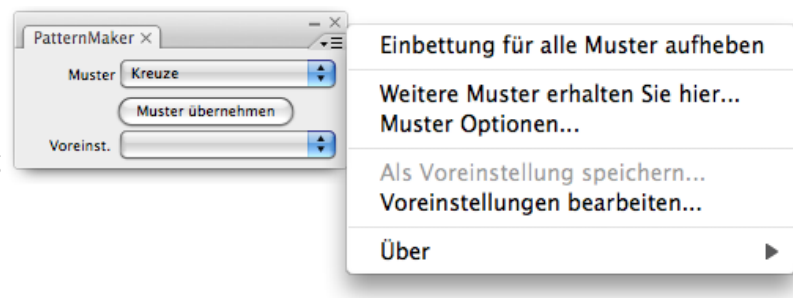 PatternMaker
Muster Kreuze
Muster übernehmen
Voreinst.
Einbettung für alle Muster aufheben
Weitere Muster erhalten Sie hier...
Muster Optionen...
Als Voreinstellung speichern...
Voreinstellungen bearbeiten...
Über